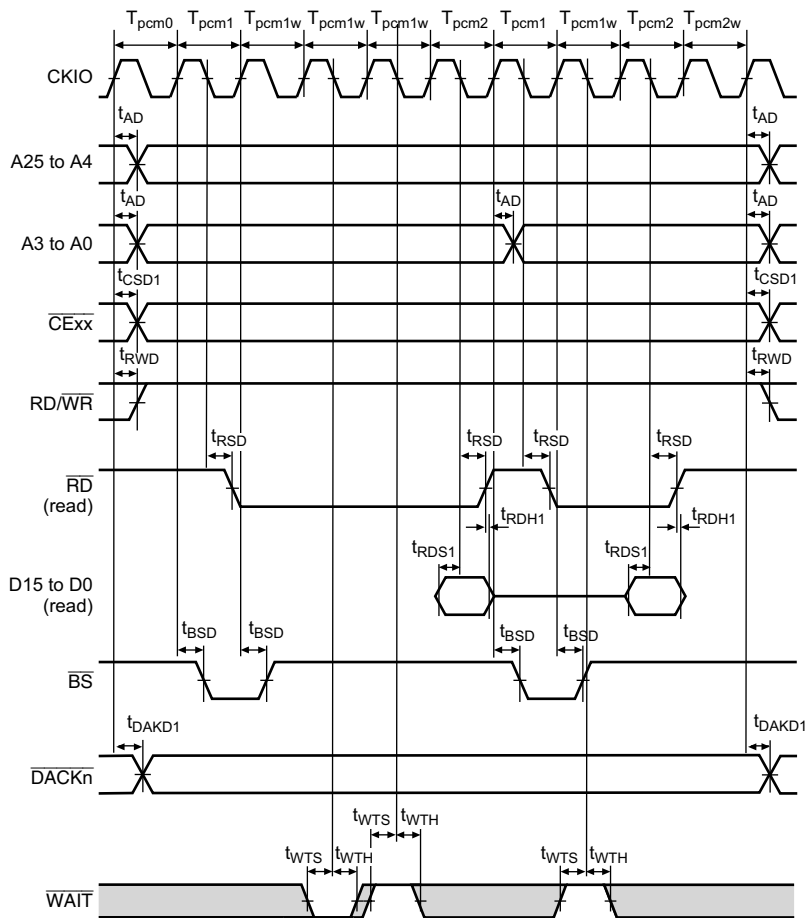 Tpcm0 Tpcm1 Tpcm1w Tpcm1w Tpcm1w Tpcm2 Tpcm1 Tpcm1w Tpcm2 Tpcm2w
CKIO
tAD tAD
A25 to A4
tAD tAD tAD
A3 to A0
tCSD1 tCSD1
CExx
tRWD tRWD
RD/WR
tRSD tRSD tRSD tRSD
RD
(read)
tRDH1 tRDH1
tRDS1 tRDS1
D15 to D0
(read)
tBSD tBSD tBSD tBSD
BS
tDAKD1 tDAKD1
DACKn
tWTS tWTH
tWTS tWTH tWTS tWTH
WAIT